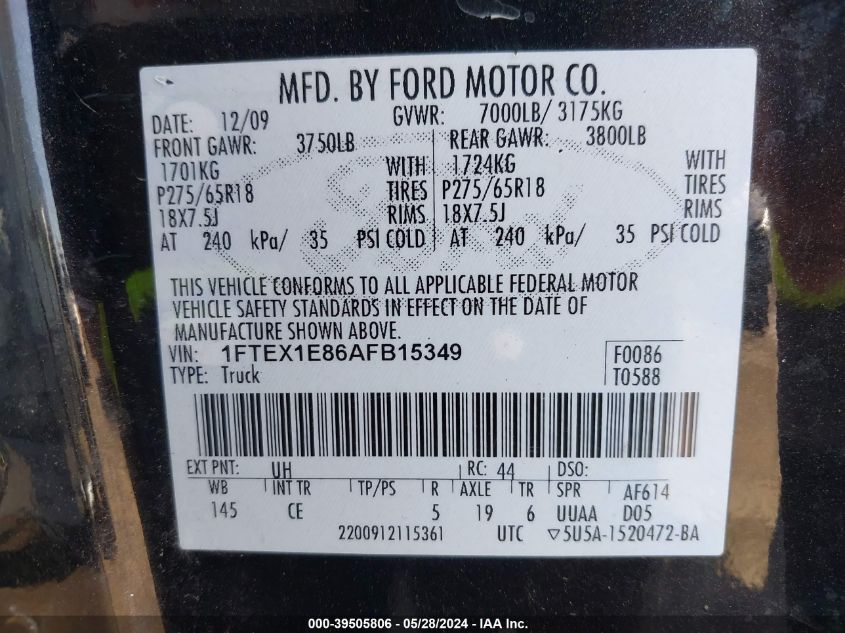 MFD. BY FORD MOTOR CO.
DATE: 12/09 GVWR: 7000LB/ 3175KG
FRONT GAWR: 3750LB REAR GAWR: 3800LB
1701KG WITH 1724KG WITH
P275/65R18 TIRES P275/65R18 TIRES
18X7.5J RIMS 18X7.5J RIMS
AT 240 kPa/ 35 PSI COLD AT 240 kPa/ 35 PSI COLD
THIS VEHICLE CONFORMS TO ALL APPLICABLE FEDERAL MOTOR
VEHICLE SAFETY STANDARDS IN EFFECT ON THE DATE OF
MANUFACTURE SHOWN ABOVE.
VIN: 1FTEX1E86AFB15349 F0086
TYPE: Truck T0588
EXT PNT: UH RC: 44 DSO:
WB INT TR TP/PS R AXLE TR SPR AF614
145 CE 5 19 6 UUAA D05
2200912115361 UTC ▽5U5A-1520472-BA
000-39505806 - 05/28/2024 - IAA Inc.